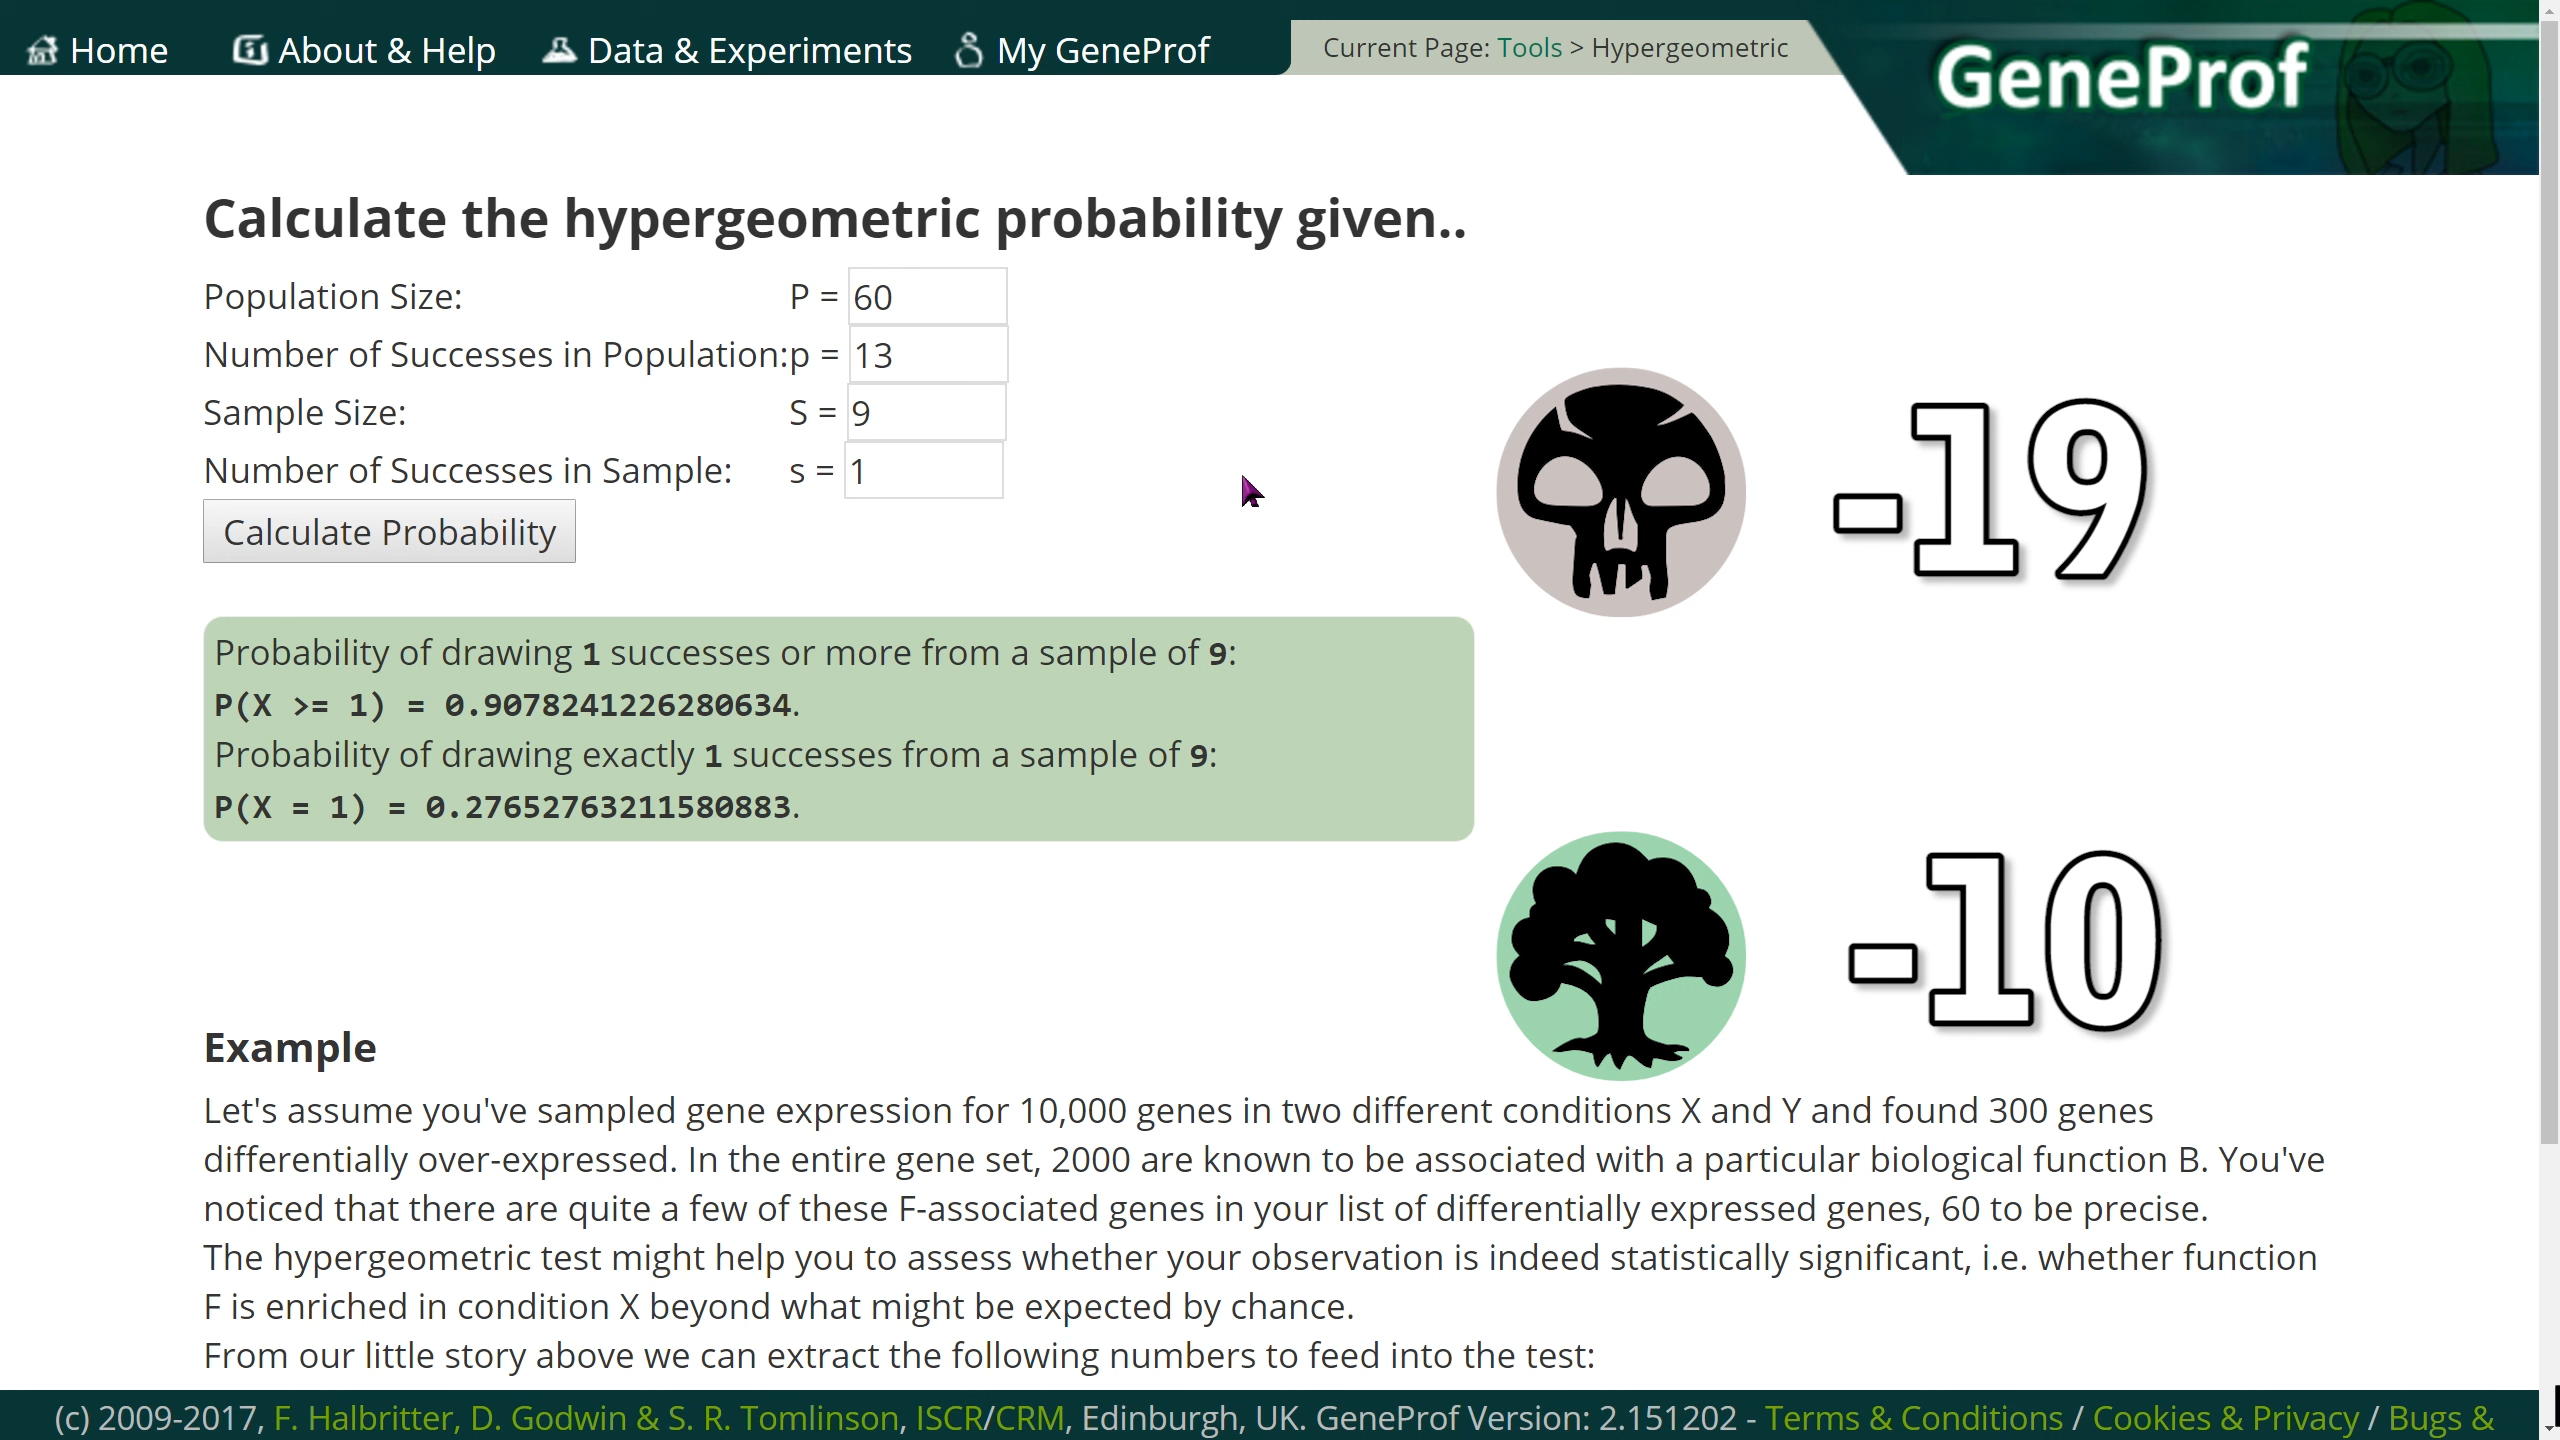 Home
About & Help
Data & Experiments
My GeneProf
Current Page: Tools > Hypergeometric
GeneProf
Calculate the hypergeometric probability given..
Population Size: P = 60
Number of Successes in Population:p = 13
Sample Size: S = 9
Number of Successes in Sample: s = 1
Calculate Probability
-19
Probability of drawing 1 successes or more from a sample of 9:
P(X >= 1) = 0.9078241226280634.
Probability of drawing exactly 1 successes from a sample of 9:
P(X = 1) = 0.27652763211580883.
-10
Example
Let's assume you've sampled gene expression for 10,000 genes in two different conditions X and Y and found 300 genes
differentially over-expressed. In the entire gene set, 2000 are known to be associated with a particular biological function B. You've
noticed that there are quite a few of these F-associated genes in your list of differentially expressed genes, 60 to be precise.
The hypergeometric test might help you to assess whether your observation is indeed statistically significant, i.e. whether function
F is enriched in condition X beyond what might be expected by chance.
From our little story above we can extract the following numbers to feed into the test:
(c) 2009-2017, F. Halbritter, D. Godwin & S. R. Tomlinson, ISCR/CRM, Edinburgh, UK. GeneProf Version: 2.151202 - Terms & Conditions / Cookies & Privacy / Bugs &